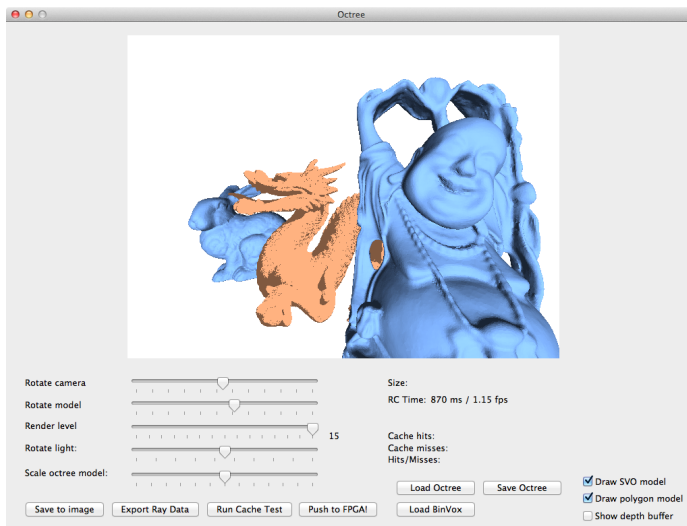 Octree
Rotate camera
Rotate model
Render level
15
Rotate light:
Scale octree model:
Size:
RC Time: 870 ms / 1.15 fps
Cache hits:
Cache misses:
Hits/Misses:
Load Octree Save Octree
Save to image Export Ray Data Run Cache Test Push to FPGA! Load BinVox
Draw SVO model
Draw polygon model
Show depth buffer